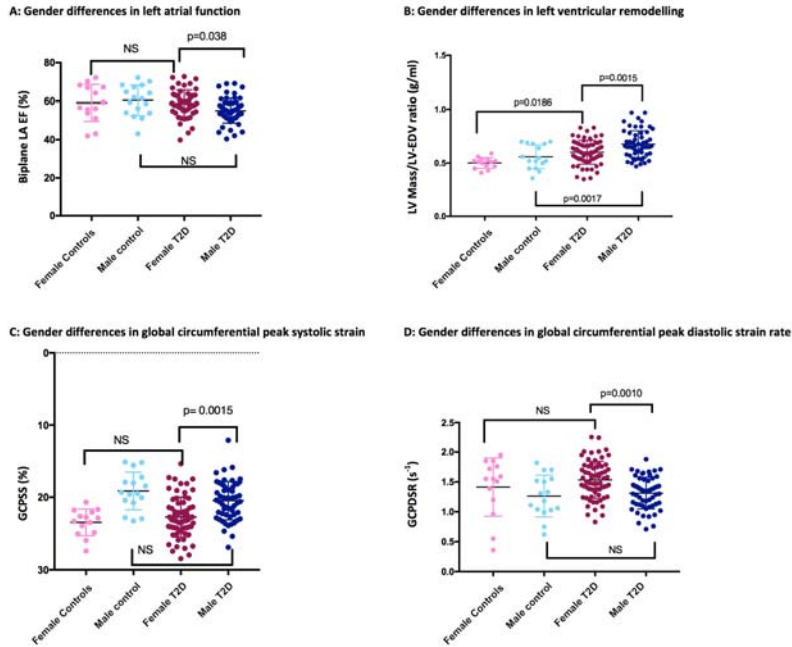 A: Gender differences in left atrial function
p=0.038
NS
80
60
40
20
0
Biplane LA EF (%)
NS
Female Controls
Male control
Female T2D
Male T2D
B: Gender differences in left ventricular remodelling
1.5
1.0
0.5
0.0
LV Mass/LV-EDV ratio (g/ml)
p=0.0015
p=0.0186
p=0.0017
Female Controls
Male control
Female T2D
Male T2D
C: Gender differences in global circumferential peak systolic strain
0
10
20
30
GCPSS (%)
p= 0.0015
NS
NS
Female Controls
Male control
Female T2D
Male T2D
D: Gender differences in global circumferential peak diastolic strain rate
2.5
2.0
1.5
1.0
0.5
0.0
GCPDSR (s⁻¹)
p=0.0010
NS
NS
Female Controls
Male control
Female T2D
Male T2D